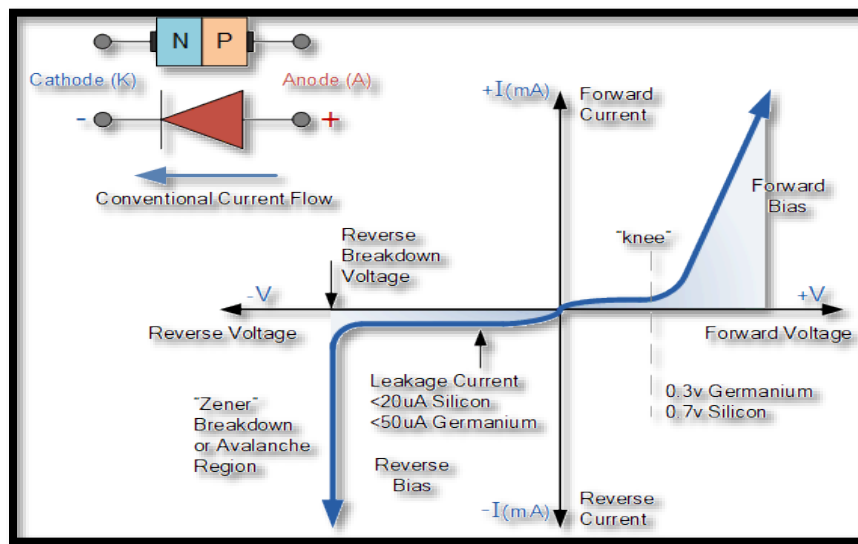 N P
Cathode (K) Anode (A)
- +
Conventional Current Flow
+I(mA)
Forward
Current
Forward
Bias
"knee"
Reverse
Breakdown
Voltage
-V
+V
Reverse Voltage
Forward Voltage
Leakage Current
<20uA Silicon
<50uA Germanium
0.3v Germanium
0.7v Silicon
"Zener"
Breakdown
or Avalanche
Region
Reverse
Bias
-I(mA)
Reverse
Current